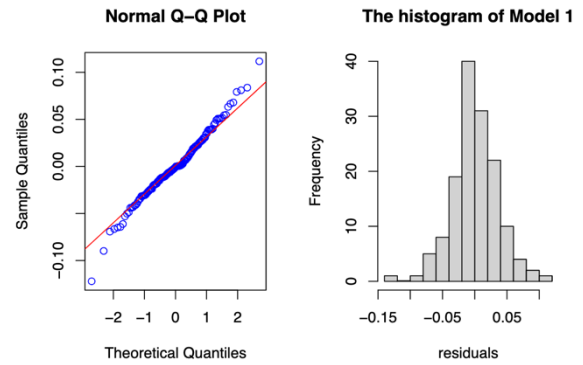 Normal Q−Q Plot
Sample Quantiles
0.10
0.05
0.00
−0.10
−2 −1 0 1 2
Theoretical Quantiles
The histogram of Model 1
Frequency
40
30
20
10
0
−0.15 −0.05 0.05
residuals